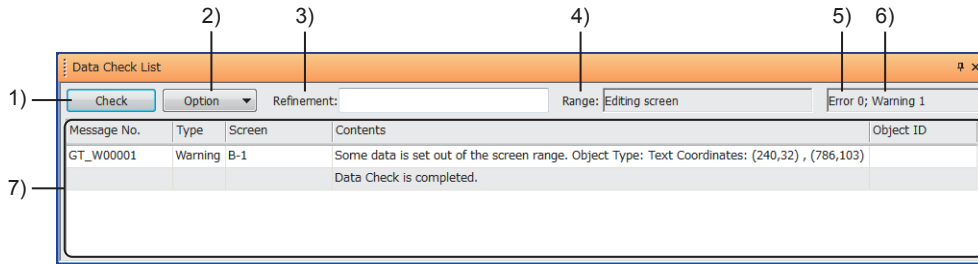 2) 3) 4) 5) 6)
Data Check List
1) Check Option Refinement: Range: Editing screen Error 0; Warning 1
Message No. Type Screen Contents Object ID
GT_W00001 Warning B-1 Some data is set out of the screen range. Object Type: Text Coordinates: (240,32) , (786,103)
7) Data Check is completed.